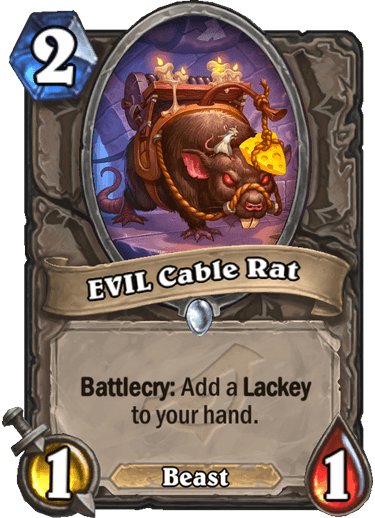 2
EVIL Cable Rat
Battlecry: Add a Lackey
to your hand.
1
Beast
1